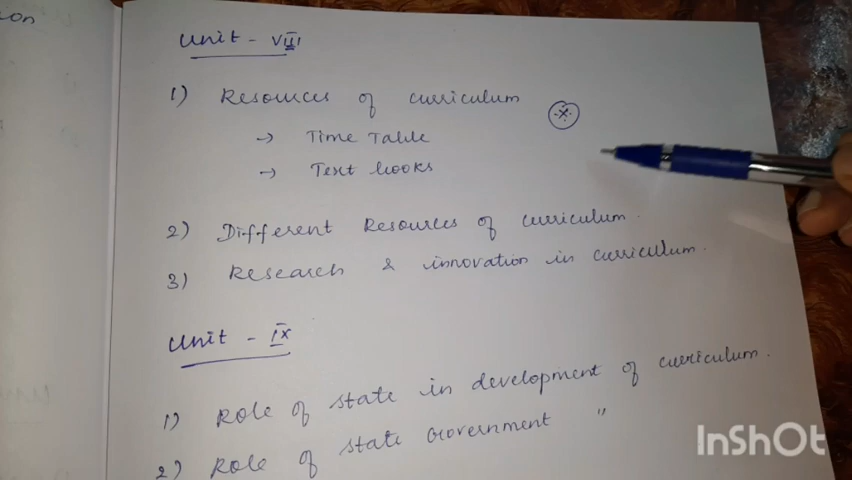 ion
Unit - VIII
1) Resources of curriculum
→ Time Table
→ Text books
2) Different Resources of curriculum.
3) Research & innovation in curriculum.
Unit - IX
1) Role of state in development of curriculum.
2) Role of state Government "
InShOt